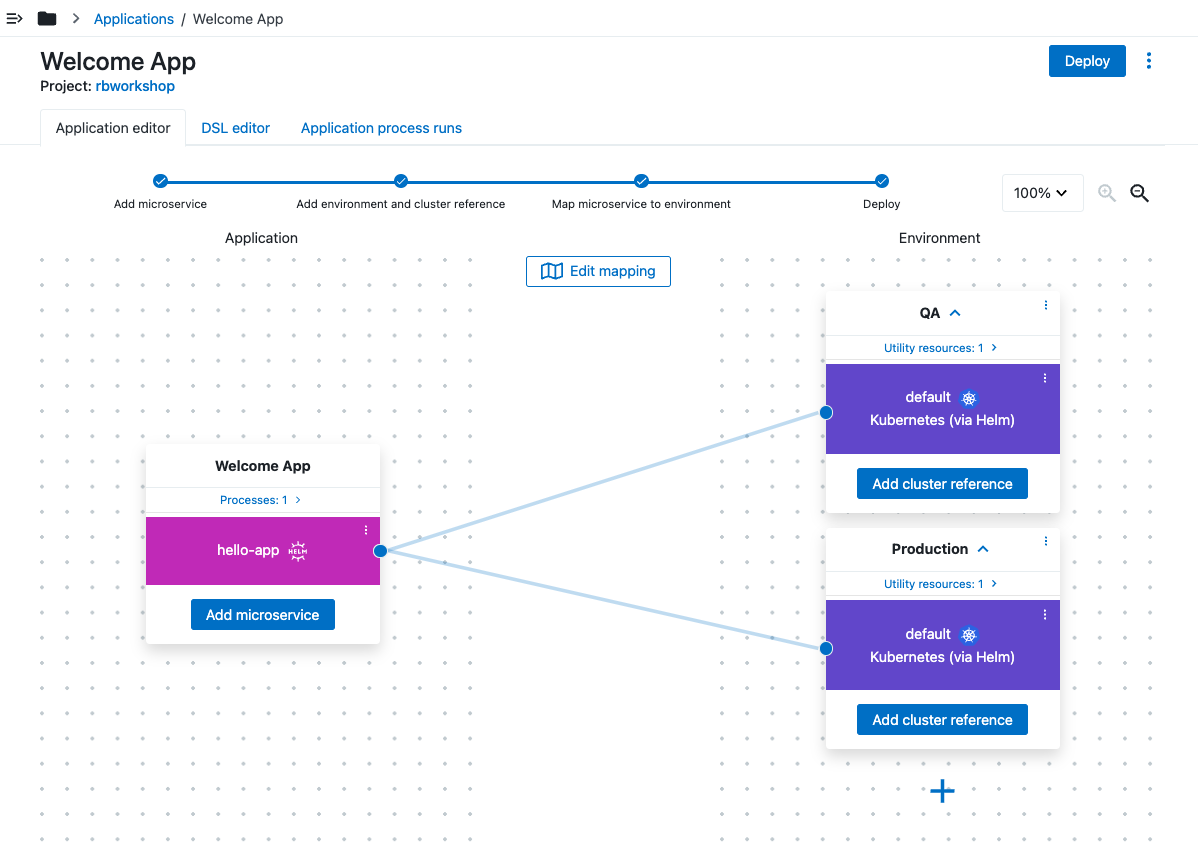 Applications / Welcome App
Welcome App
Deploy
Project: rbworkshop
Application editor
DSL editor
Application process runs
Add microservice
Add environment and cluster reference
Map microservice to environment
Deploy
100%
Application
Environment
Edit mapping
QA
Utility resources: 1
default
Kubernetes (via Helm)
Add cluster reference
Welcome App
Processes: 1
hello-app HELM
Add microservice
Production
Utility resources: 1
default
Kubernetes (via Helm)
Add cluster reference